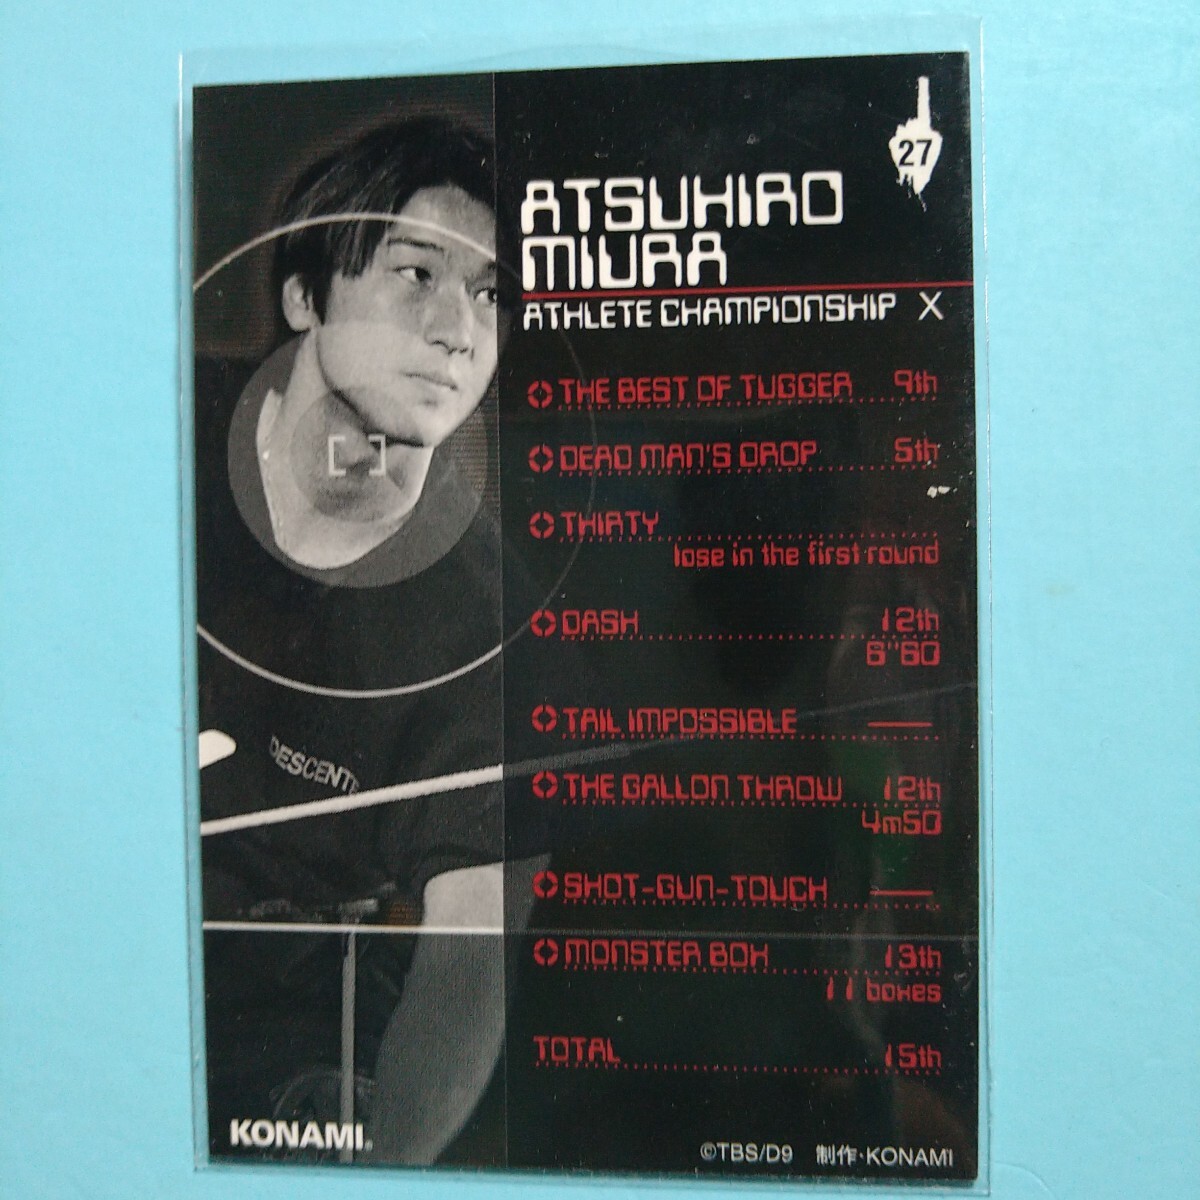 27
ATSUHIRO
MIURA
ATHLETE CHAMPIONSHIP X
THE BEST OF TUGGER 9th
DEAD MAN'S DROP 5th
THIRTY
lose in the first round
DASH 12th
6"60
TAIL IMPOSSIBLE ——
THE GALLON THROW 12th
4m50
SHOT-GUN-TOUCH ——
MONSTER BOX 13th
11 boxes
TOTAL 15th
DESCENTE
KONAMI
©TBS/D9 制作・KONAMI